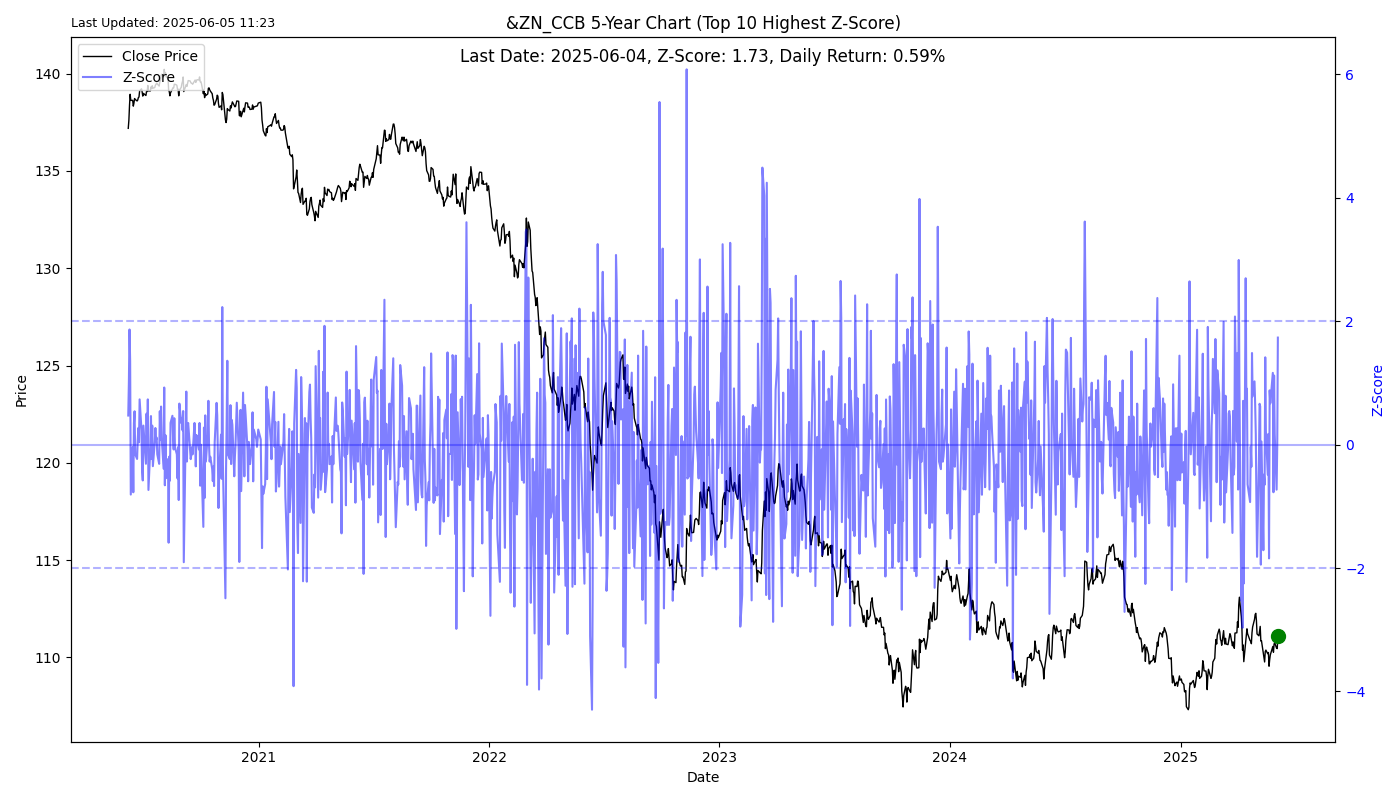 Last Updated: 2025-06-05 11:23
&ZN_CCB 5-Year Chart (Top 10 Highest Z-Score)
Last Date: 2025-06-04, Z-Score: 1.73, Daily Return: 0.59%
Close Price
Z-Score
140
135
130
125
120
115
110
Price
6
4
2
0
−2
−4
Z-Score
2021
2022
2023
2024
2025
Date